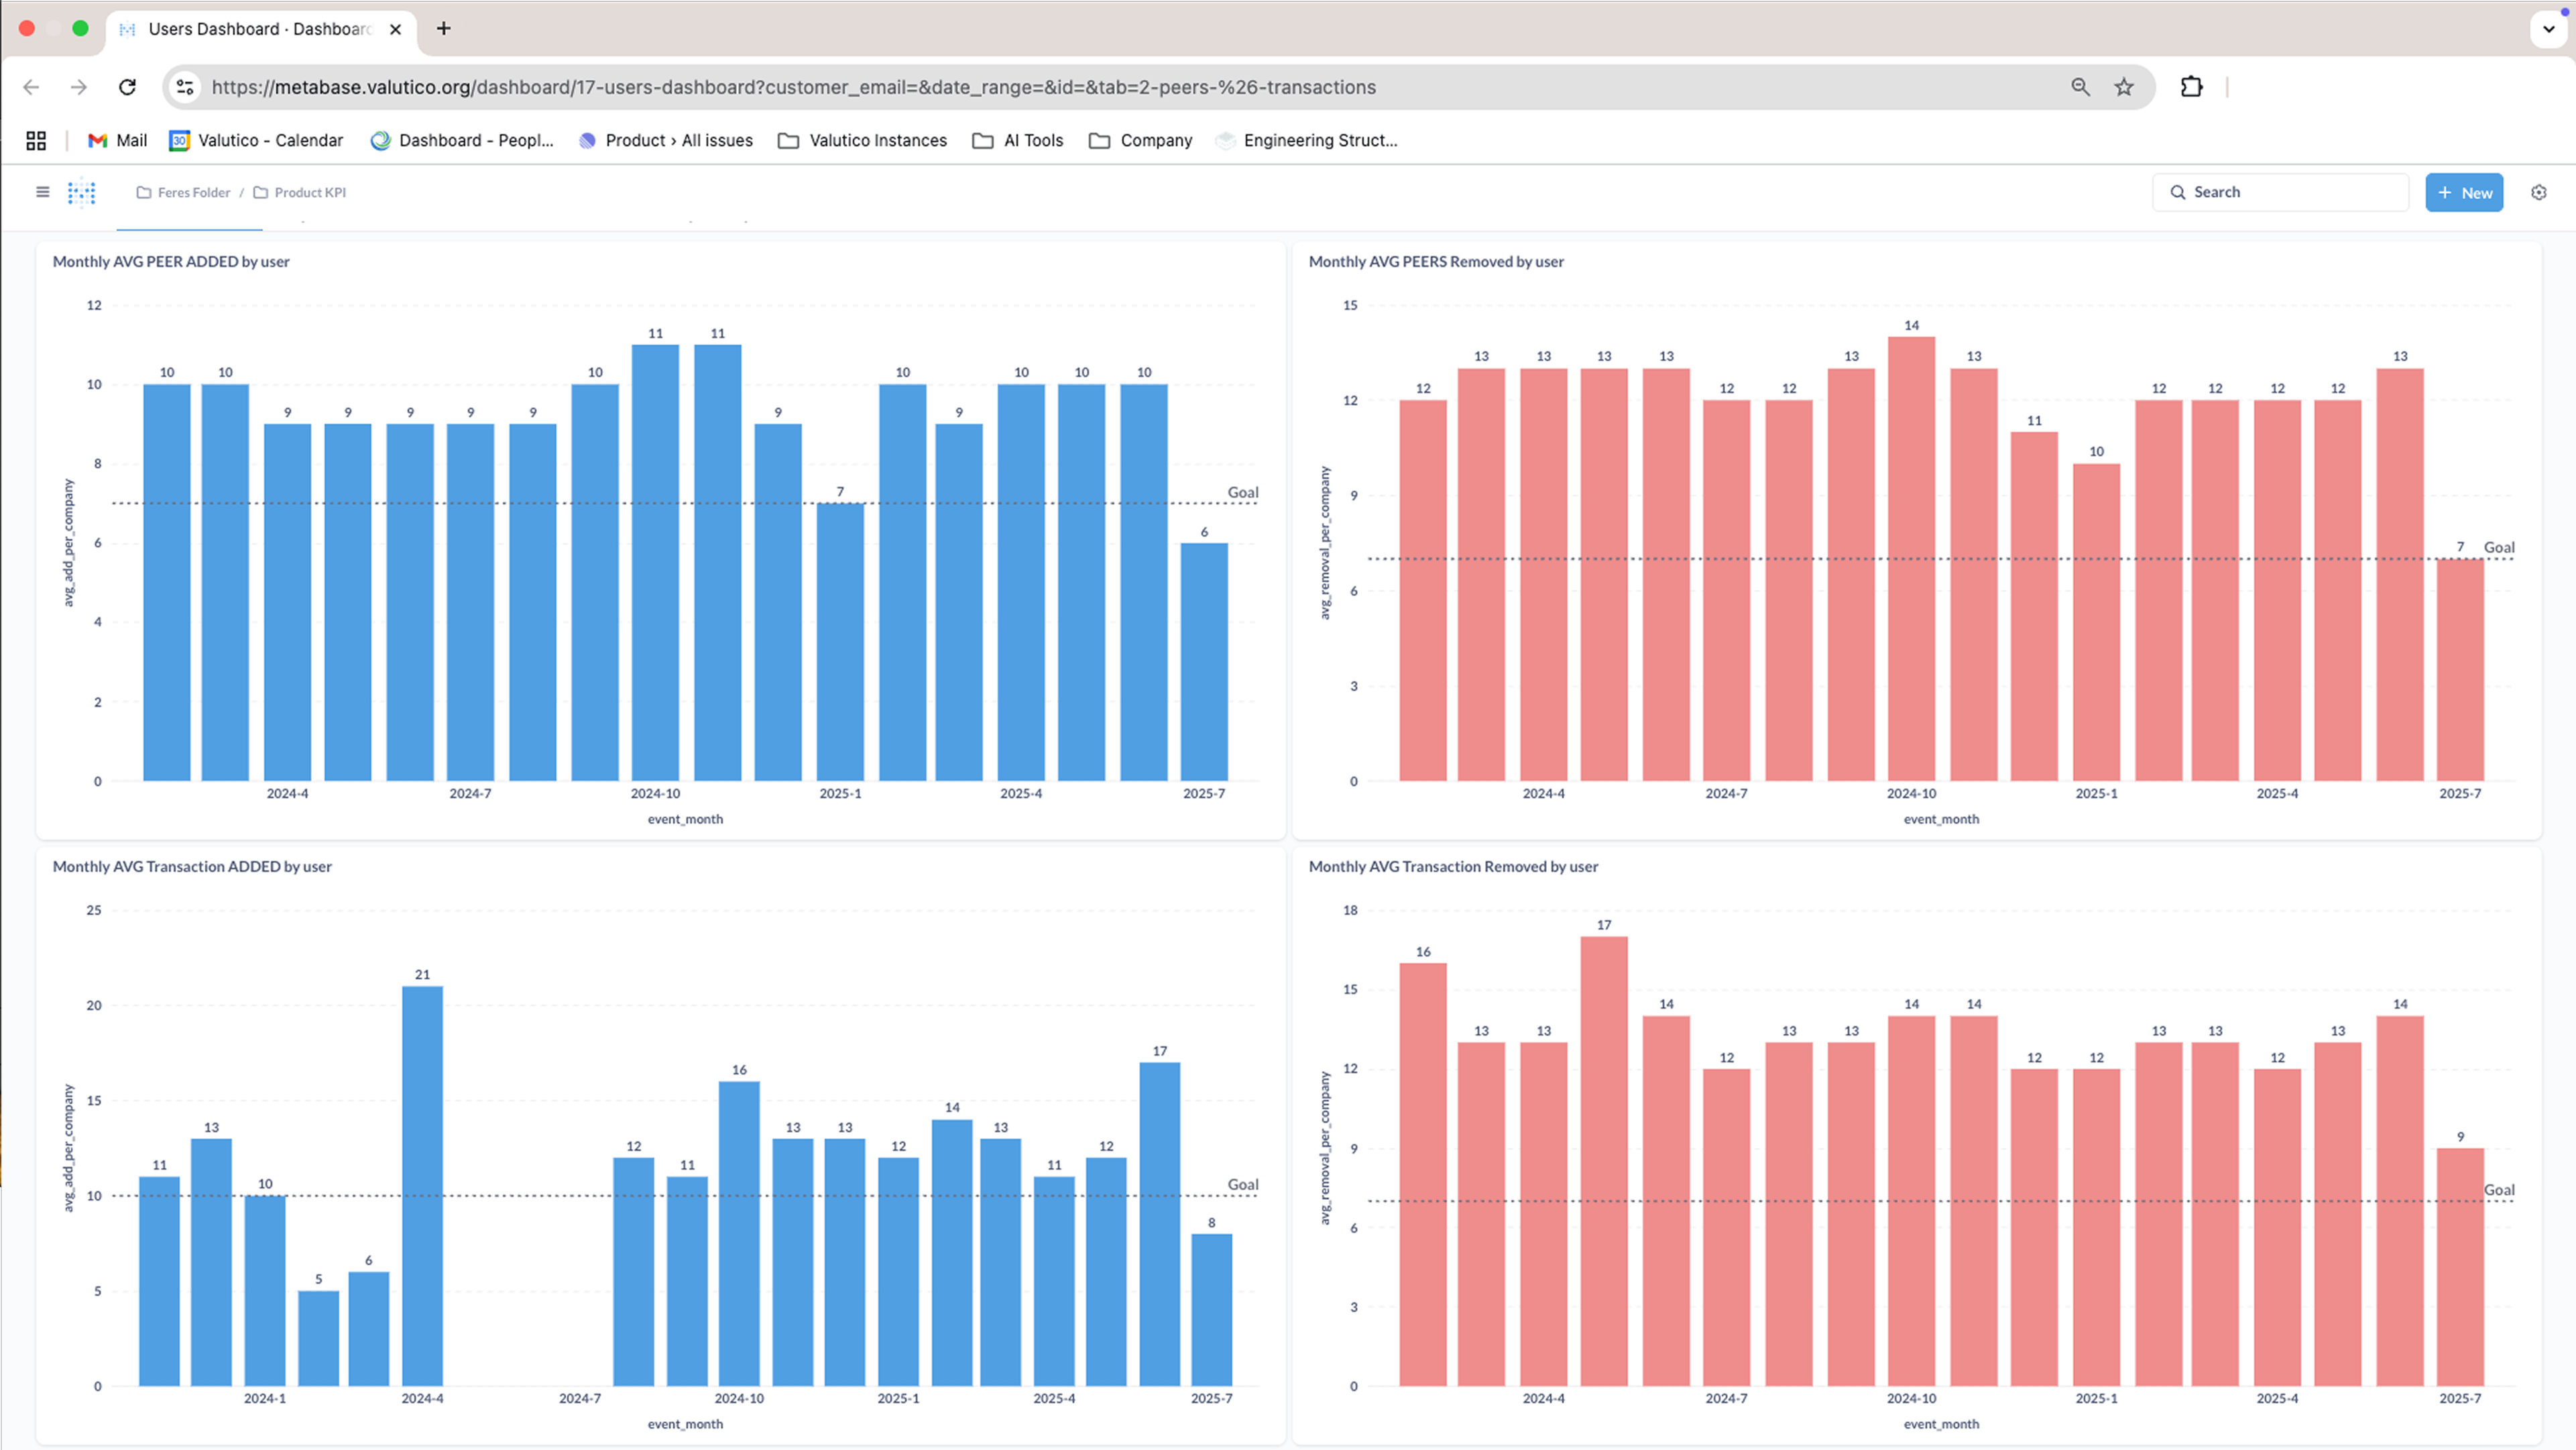 Users Dashboard · Dashboard
https://metabase.valutico.org/dashboard/17-users-dashboard?customer_email=&date_range=&id=&tab=2-peers-%26-transactions
Mail
30
Valutico - Calendar
Dashboard - Peopl...
Product › All issues
Valutico Instances
AI Tools
Company
Engineering Struct...
Feres Folder / Product KPI
Search
+ New
Monthly AVG PEER ADDED by user
12
10
8
6
4
2
0
avg_add_per_company
10 10 9 9 9 9 9 10 11 11 9 7 10 9 10 10 10 6
Goal
2024-4 2024-7 2024-10 2025-1 2025-4 2025-7
event_month
Monthly AVG PEERS Removed by user
15
12
9
6
3
0
avg_removal_per_company
12 13 13 13 13 12 12 13 14 13 11 10 12 12 12 12 13 7
Goal
2024-4 2024-7 2024-10 2025-1 2025-4 2025-7
event_month
Monthly AVG Transaction ADDED by user
25
20
15
10
5
0
avg_add_per_company
11 13 10 5 6 21 12 11 16 13 13 12 14 13 11 12 17 8
Goal
2024-1 2024-4 2024-7 2024-10 2025-1 2025-4 2025-7
event_month
Monthly AVG Transaction Removed by user
18
15
12
9
6
3
0
avg_removal_per_company
16 13 13 17 14 12 13 13 14 14 12 12 13 13 12 13 14 9
Goal
2024-4 2024-7 2024-10 2025-1 2025-4 2025-7
event_month